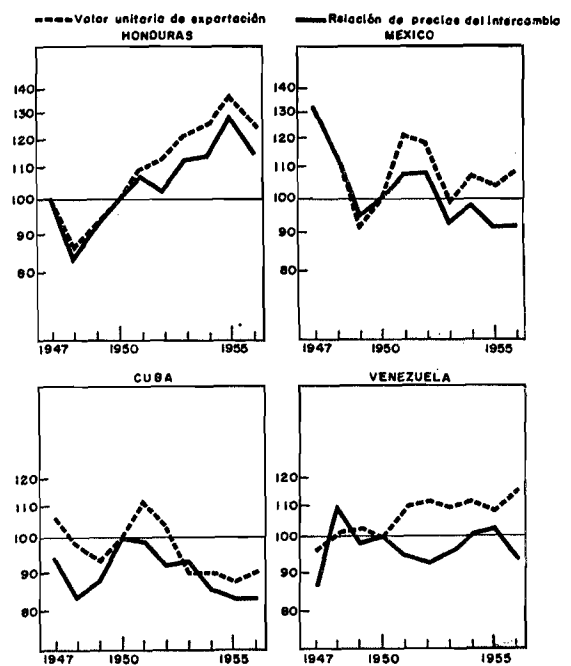 Valor unitario de exportación Relación de precios del intercambio
HONDURAS MEXICO
140 140
130 130
120 120
110 110
100 100
90 90
80 80
1947 1950 1955 1947 1950 1955
CUBA VENEZUELA
120 120
110 110
100 100
90 90
80 80
1947 1950 1955 1947 1950 1955